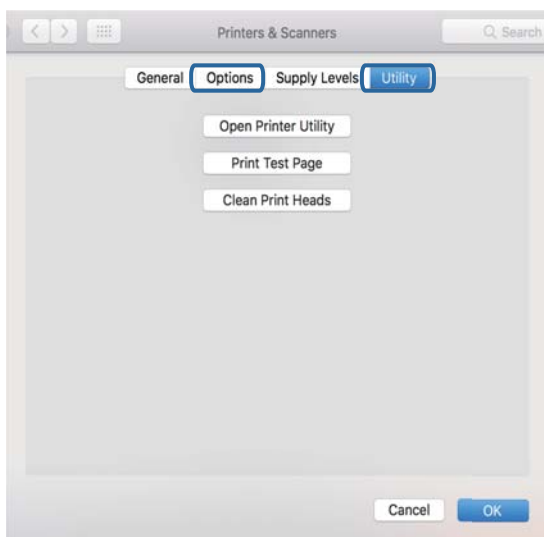 Printers & Scanners Search
General Options Supply Levels Utility
Open Printer Utility
Print Test Page
Clean Print Heads
Cancel OK